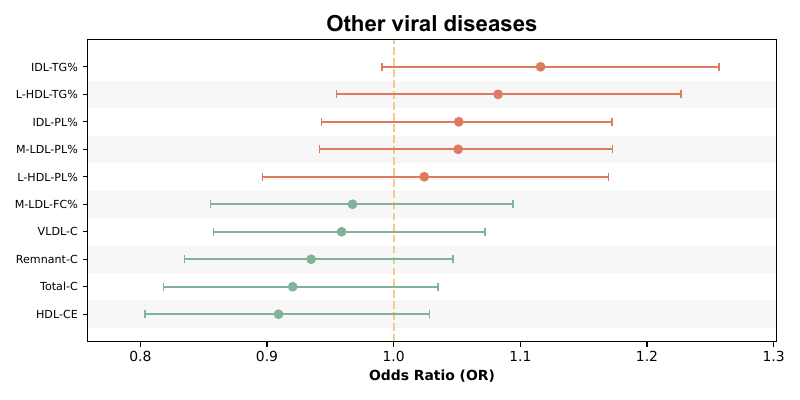 Other viral diseases
IDL-TG%
L-HDL-TG%
IDL-PL%
M-LDL-PL%
L-HDL-PL%
M-LDL-FC%
VLDL-C
Remnant-C
Total-C
HDL-CE
0.8 0.9 1.0 1.1 1.2 1.3
Odds Ratio (OR)